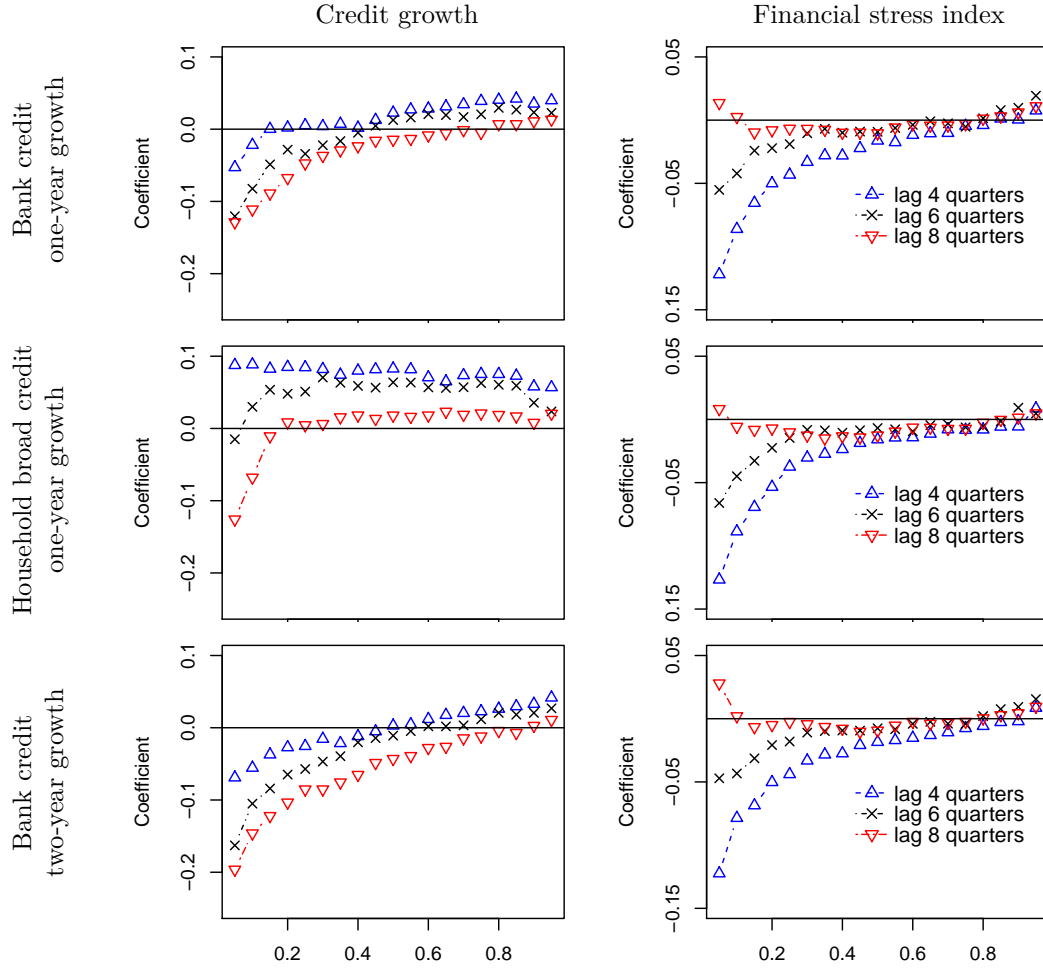 Credit growth
Financial stress index
Bank credit
one-year growth
Coefficient
0.1
0.0
−0.1
−0.2
Coefficient
0.05
−0.05
0.15
lag 4 quarters
lag 6 quarters
lag 8 quarters
Household broad credit
one-year growth
Coefficient
0.1
0.0
−0.1
−0.2
Coefficient
0.05
−0.05
0.15
lag 4 quarters
lag 6 quarters
lag 8 quarters
Bank credit
two-year growth
Coefficient
0.1
0.0
−0.1
−0.2
0.2 0.4 0.6 0.8
Coefficient
0.05
−0.05
−0.15
lag 4 quarters
lag 6 quarters
lag 8 quarters
0.2 0.4 0.6 0.8